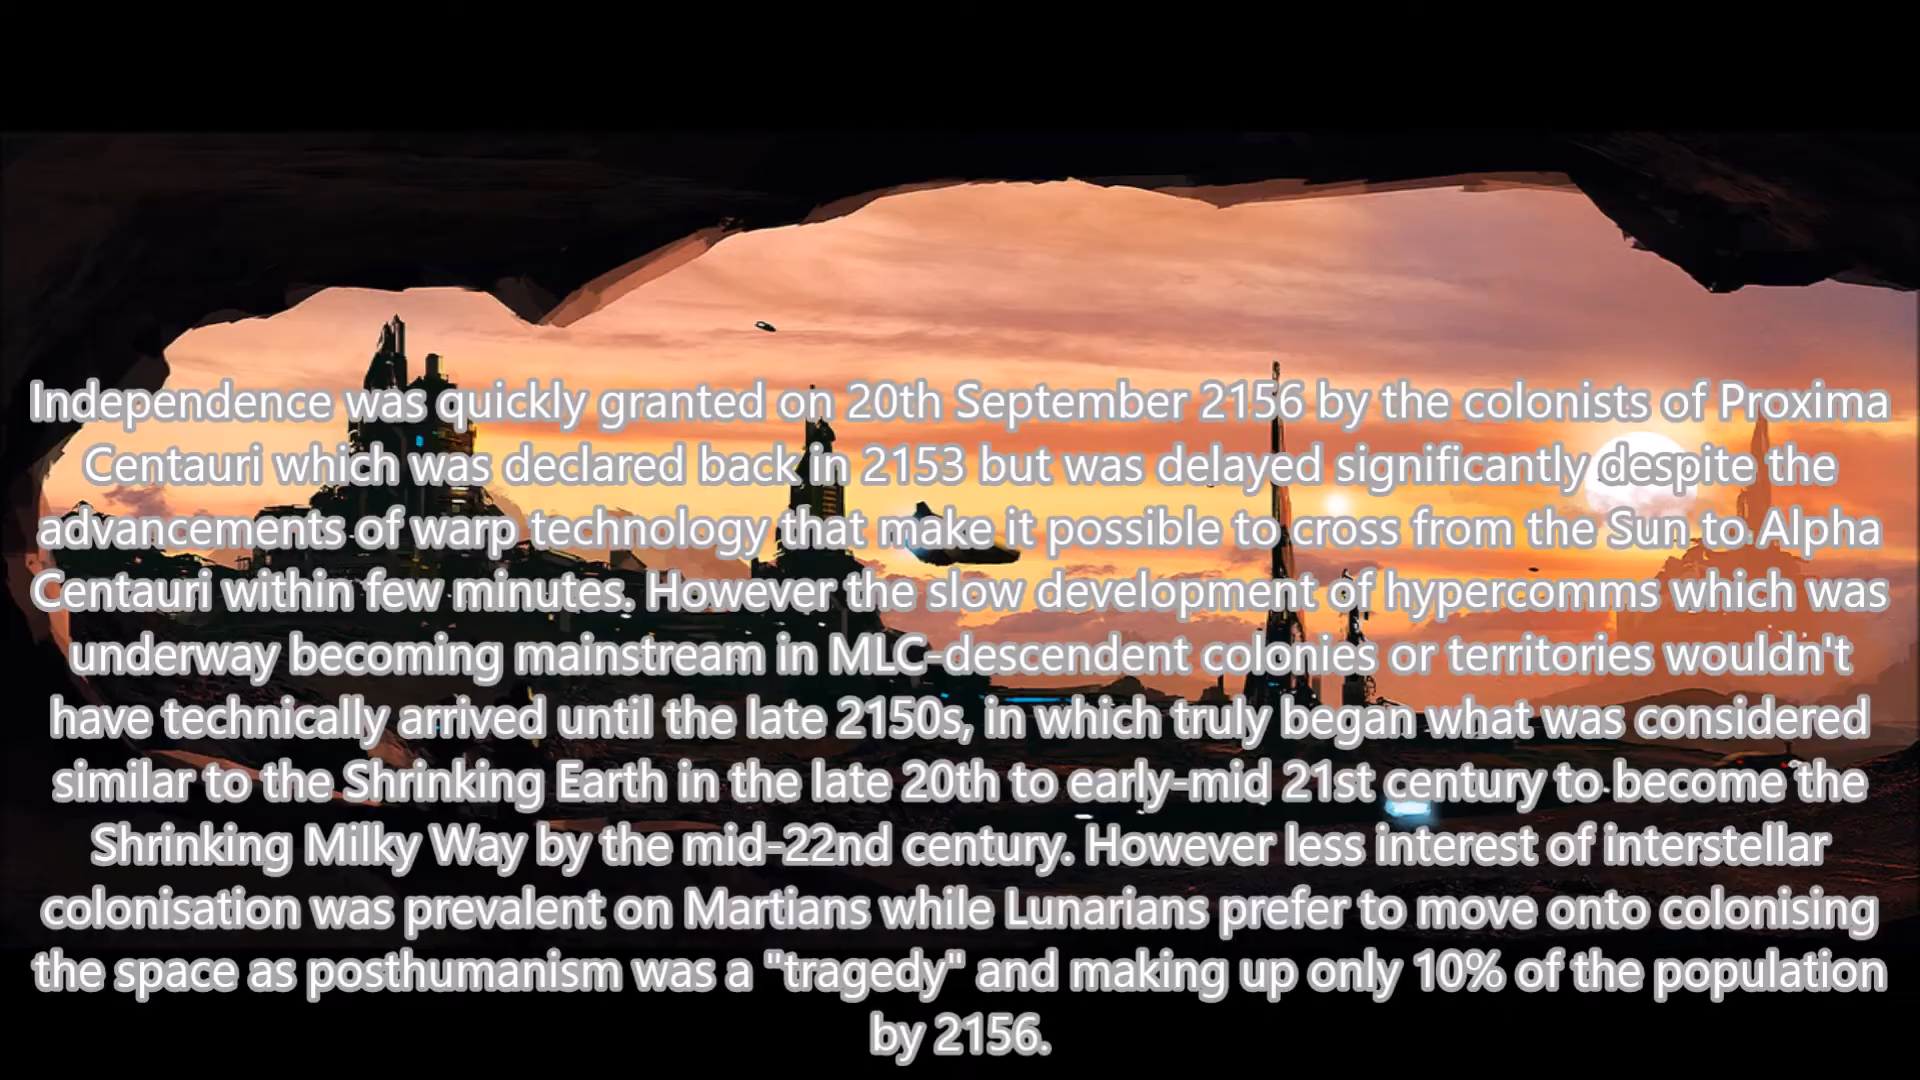 Independence was quickly granted on 20th September 2156 by the colonists of Proxima
Centauri which was declared back in 2153 but was delayed significantly despite the
advancements of warp technology that make it possible to cross from the Sun to Alpha
Centauri within few minutes. However the slow development of hypercomms which was
underway becoming mainstream in MLC-descendent colonies or territories wouldn't
have technically arrived until the late 2150s, in which truly began what was considered
similar to the Shrinking Earth in the late 20th to early-mid 21st century to become the
Shrinking Milky Way by the mid-22nd century. However less interest of interstellar
colonisation was prevalent on Martians while Lunarians prefer to move onto colonising
the space as posthumanism was a "tragedy" and making up only 10% of the population
by 2156.